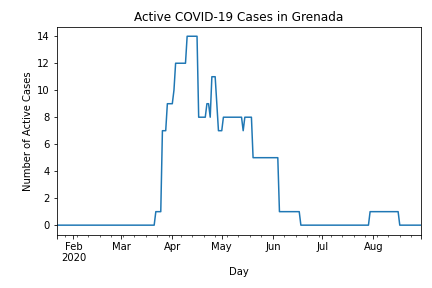 Active COVID-19 Cases in Grenada
Number of Active Cases
14
12
10
8
6
4
2
0
Feb Mar Apr May Jun Jul Aug
2020
Day